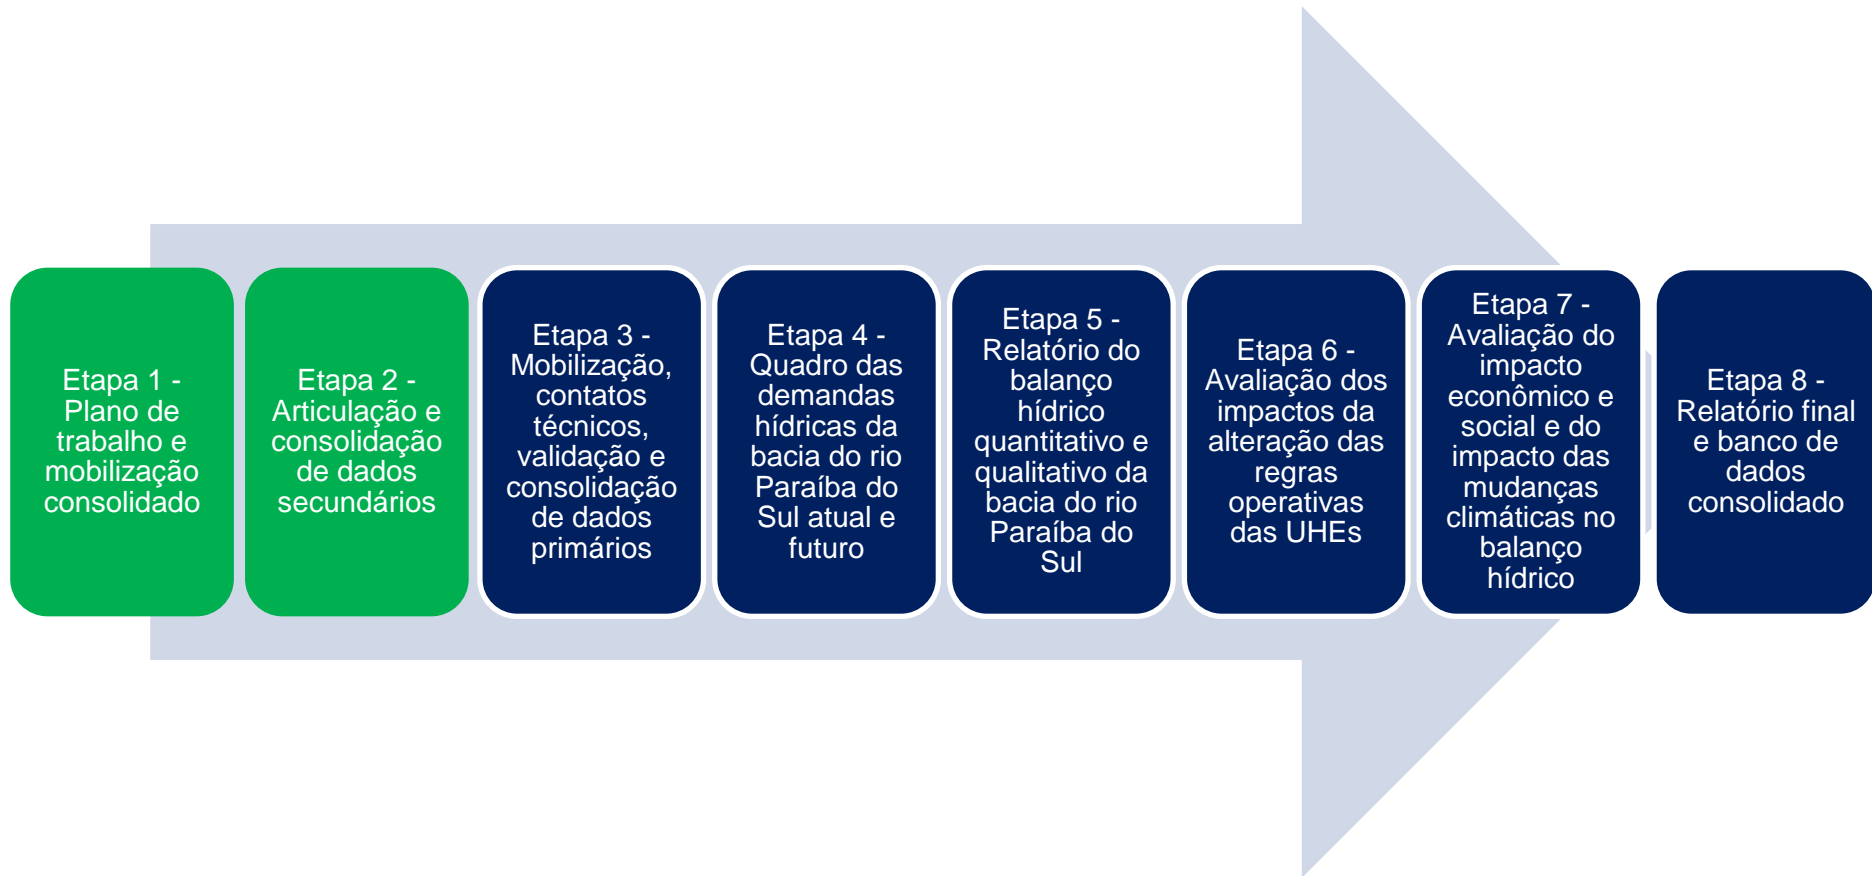 Etapa 1 -
Plano de
trabalho e
mobilização
consolidado
Etapa 2 -
Articulação e
consolidação
de dados
secundários
Etapa 3 -
Mobilização,
contatos
técnicos,
validação e
consolidação
de dados
primários
Etapa 4 -
Quadro das
demandas
hídricas da
bacia do rio
Paraíba do
Sul atual e
futuro
Etapa 5 -
Relatório do
balanço
hídrico
quantitativo e
qualitativo da
bacia do rio
Paraíba do
Sul
Etapa 6 -
Avaliação dos
impactos da
alteração das
regras
operativas
das UHEs
Etapa 7 -
Avaliação do
impacto
econômico e
social e do
impacto das
mudanças
climáticas no
balanço
hídrico
Etapa 8 -
Relatório final
e banco de
dados
consolidado